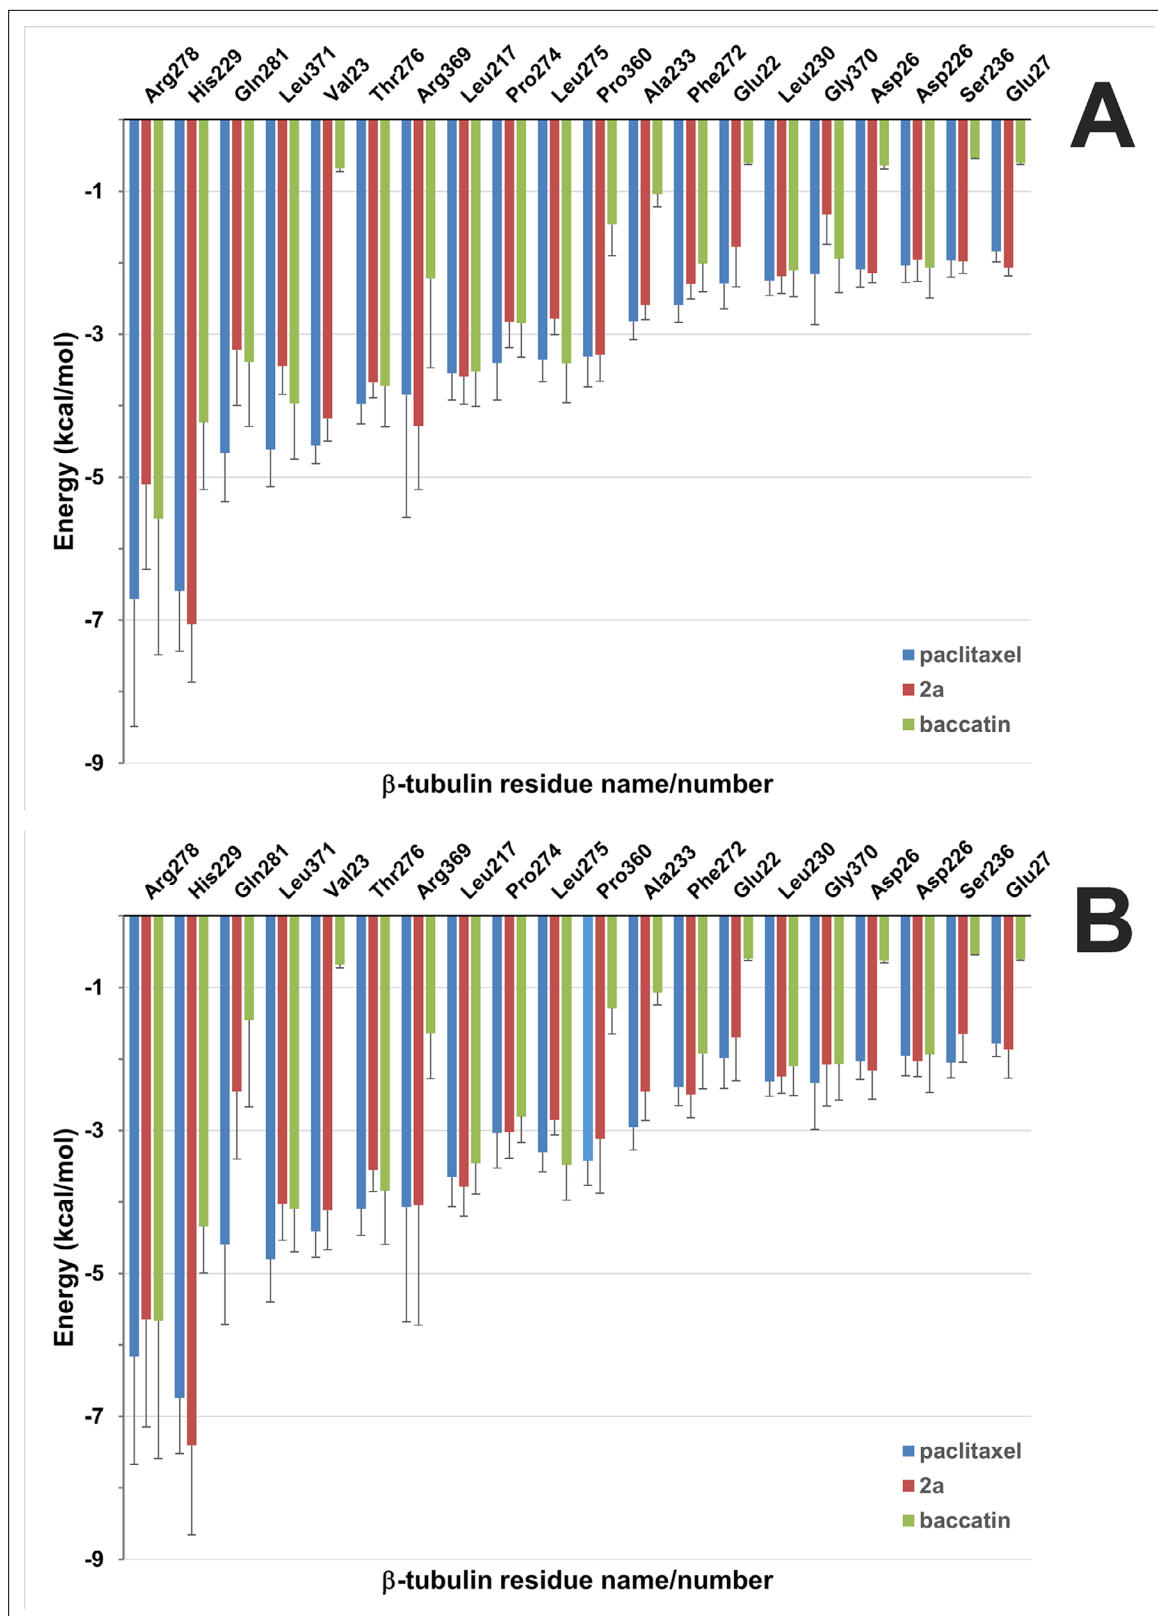 Arg278 His229 Gln281 Leu371 Val23 Thr276 Arg369 Leu217 Pro274 Leu275 Pro360 Ala233 Phe272 Glu22 Leu230 Gly370 Asp26 Asp226 Ser236 Glu27
A
-1
-3
-5
-7
-9
Energy (kcal/mol)
paclitaxel
2a
baccatin
β-tubulin residue name/number
Arg278 His229 Gln281 Leu371 Val23 Thr276 Arg369 Leu217 Pro274 Leu275 Pro360 Ala233 Phe272 Glu22 Leu230 Gly370 Asp26 Asp226 Ser236 Glu27
B
-1
-3
-5
-7
-9
Energy (kcal/mol)
paclitaxel
2a
baccatin
β-tubulin residue name/number